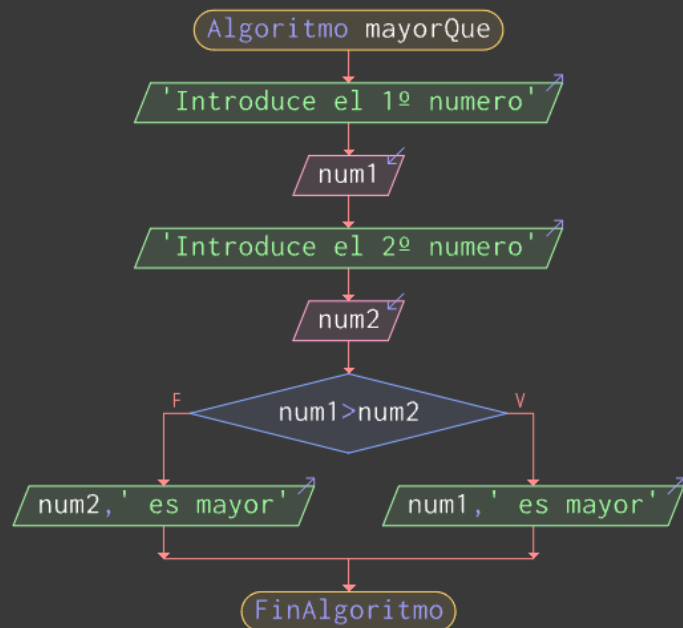 Algoritmo mayorQue
'Introduce el 1º numero'
num1
'Introduce el 2º numero'
num2
num1>num2
F
V
num2,' es mayor'
num1,' es mayor'
FinAlgoritmo